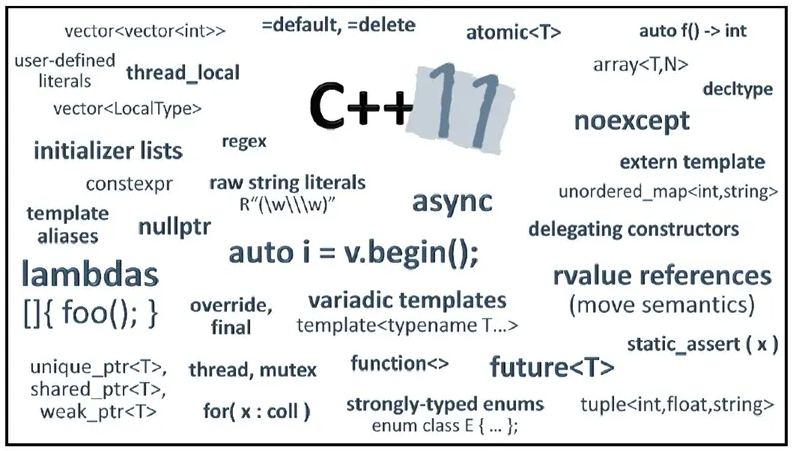 vector<vector<int>>
=default, =delete
atomic<T>
auto f() -> int
user-defined
literals
thread_local
array<T,N>
vector<LocalType>
C++11
decltype
noexcept
initializer lists
regex
extern template
constexpr
raw string literals
R"(\w\\\w)"
async
unordered_map<int,string>
template
aliases
nullptr
delegating constructors
auto i = v.begin();
lambdas
[]{ foo(); }
override,
final
variadic templates
template<typename T...>
rvalue references
(move semantics)
static_assert ( x )
unique_ptr<T>,
shared_ptr<T>,
weak_ptr<T>
thread, mutex
function<>
future<T>
for( x : coll )
strongly-typed enums
enum class E { ... };
tuple<int,float,string>